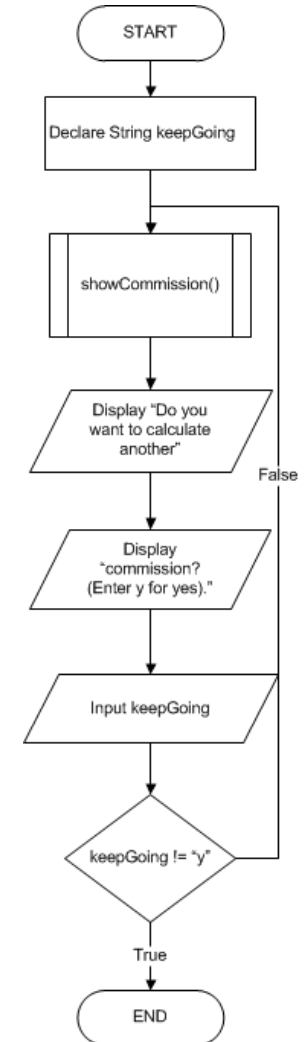 START
Declare String keepGoing
showCommission()
Display “Do you
want to calculate
another”
False
Display
“commission?
(Enter y for yes).”
Input keepGoing
keepGoing != “y”
True
END